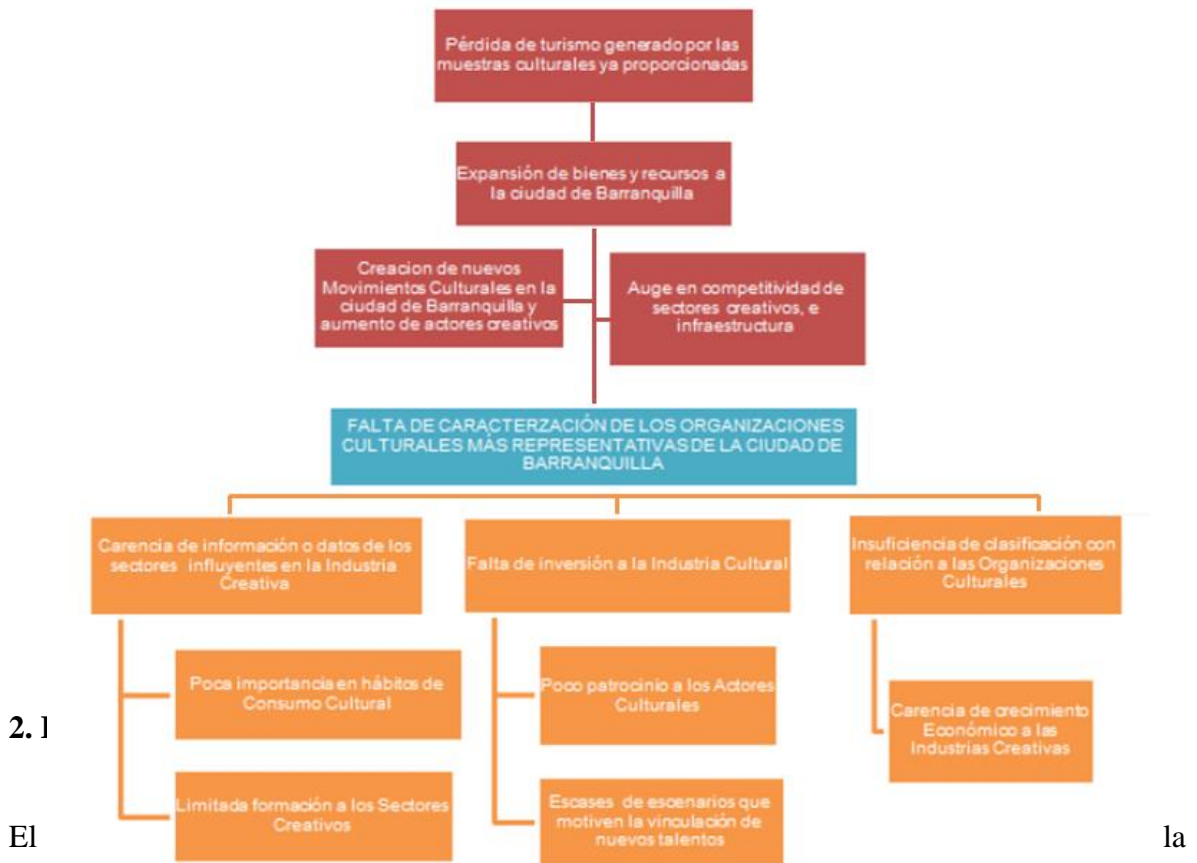 Pérdida de turismo generado por las
muestras culturales ya proporcionadas
Expansión de bienes y recursos a
la ciudad de Barranquilla
Creacion de nuevos
Movimientos Culturales en la
ciudad de Barranquilla y
aumento de actores creativos
Auge en competitividad de
sectores creativos, e
infraestructura
FALTA DE CARACTERZACIÓN DE LOS ORGANIZACIONES
CULTURALES MÁS REPRESENTATIVAS DE LA CIUDAD DE
BARRANQUILLA
Carencia de información o datos de los
sectores influyentes en la Industria
Creativa
Poca importancia en hábitos de
Consumo Cultural
Limitada formación a los Sectores
Creativos
Falta de inversión a la Industria Cultural
Poco patrocinio a los Actores
Culturales
Escases de escenarios que
motiven la vinculación de
nuevos talentos
Insuficiencia de clasificación con
relación a las Organizaciones
Culturales
Carencia de crecimiento
Económico a las
Industrias Creativas
2.
El la